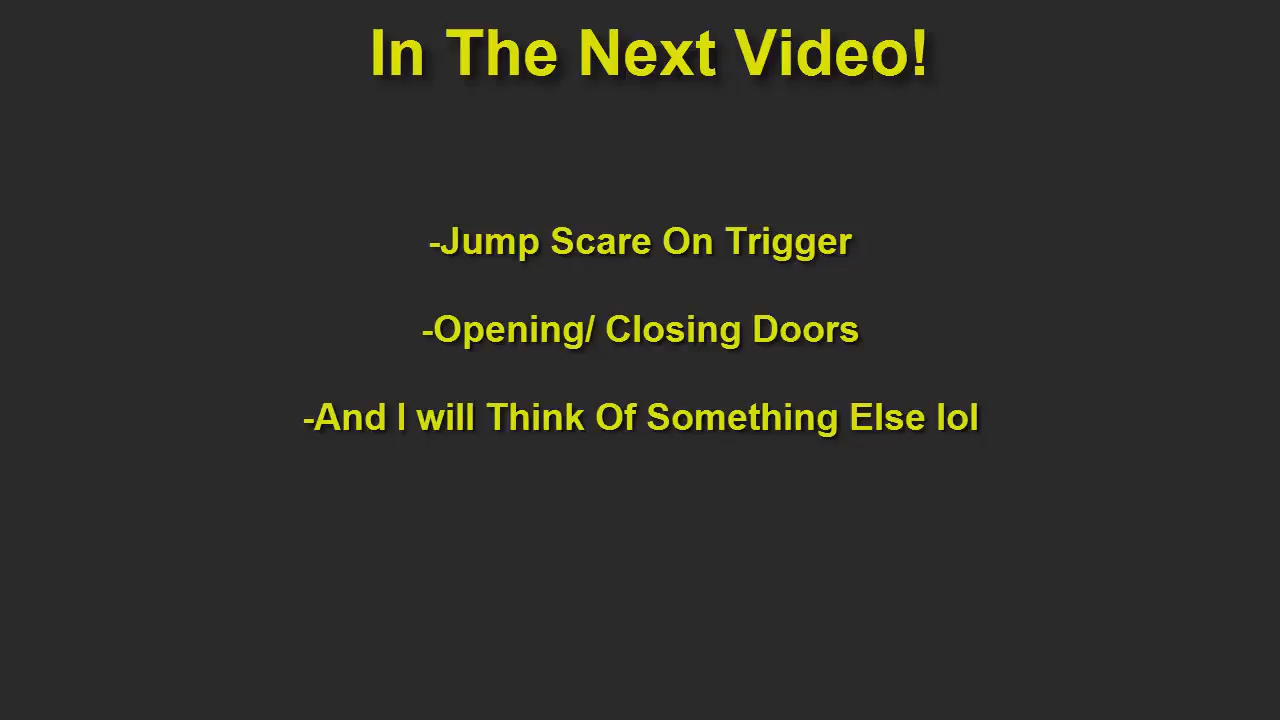 In The Next Video!
-Jump Scare On Trigger
-Opening/ Closing Doors
-And I will Think Of Something Else lol